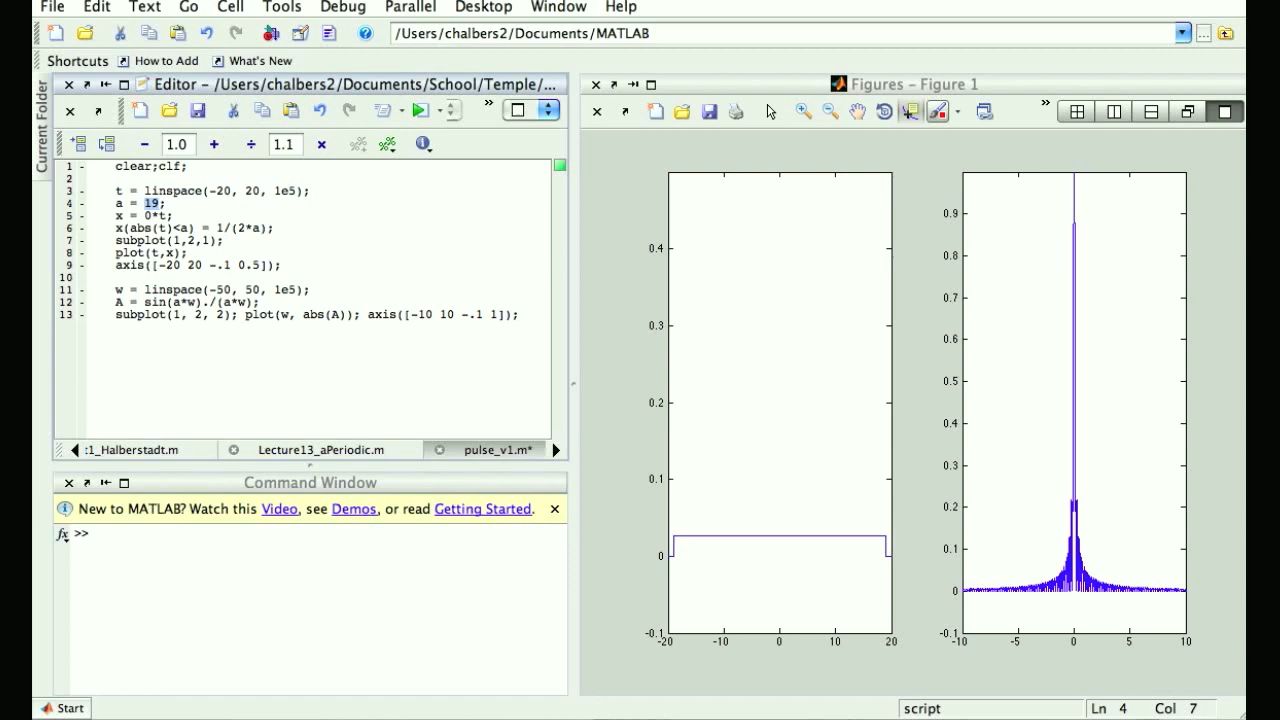 File Edit Text Go Cell Tools Debug Parallel Desktop Window Help
/Users/chalbers2/Documents/MATLAB
Shortcuts How to Add What's New
Current Folder
Editor – /Users/chalbers2/Documents/School/Temple/...
1.0 1.1
1 clear;clf;
2
3 t = linspace(-20, 20, 1e5);
4 a = 19;
5 x = 0*t;
6 x(abs(t)<a) = 1/(2*a);
7 subplot(1,2,1);
8 plot(t,x);
9 axis([-20 20 -.1 0.5]);
10
11 w = linspace(-50, 50, 1e5);
12 A = sin(a*w)./(a*w);
13 subplot(1, 2, 2); plot(w, abs(A)); axis([-10 10 -.1 1]);
:1_Halberstadt.m Lecture13_aPeriodic.m pulse_v1.m*
Command Window
New to MATLAB? Watch this Video, see Demos, or read Getting Started.
fx >>
Figures – Figure 1
0.4
0.3
0.2
0.1
0
-0.1
-20 -10 0 10 20
0.9
0.8
0.7
0.6
0.5
0.4
0.3
0.2
0.1
0
-0.1
-10 -5 0 5 10
Start
script Ln 4 Col 7